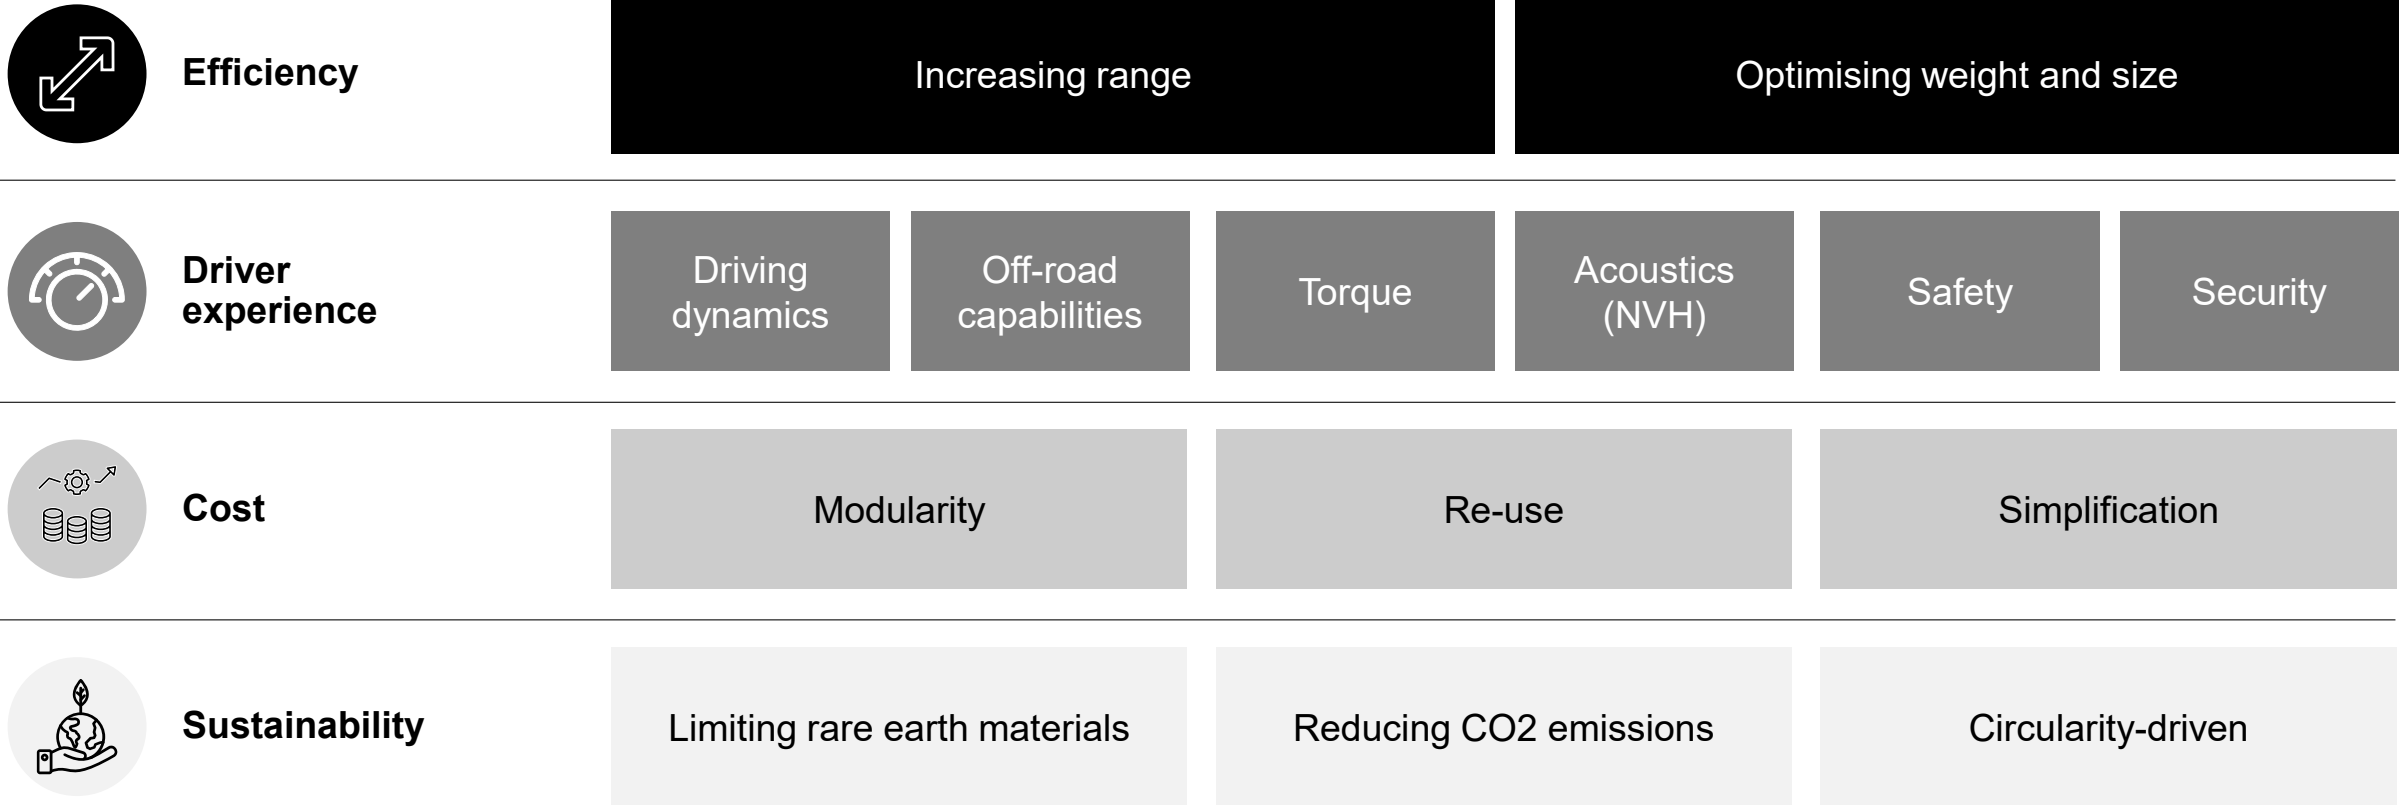 Efficiency
Increasing range
Optimising weight and size
Driver
experience
Driving
dynamics
Off-road
capabilities
Torque
Acoustics
(NVH)
Safety
Security
Cost
Modularity
Re-use
Simplification
Sustainability
Limiting rare earth materials
Reducing CO2 emissions
Circularity-driven